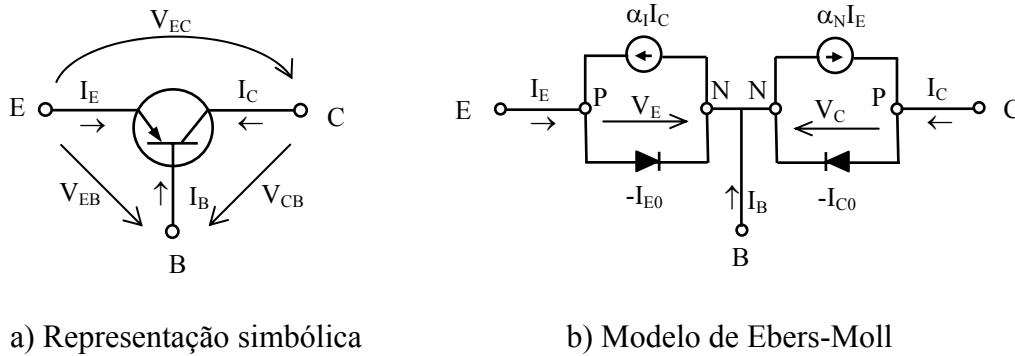 V_EC
α_I I_C
α_N I_E
I_E
I_C
E
C
→
←
V_EB
V_CB
↑
I_B
B
I_E
P
N
N
P
I_C
E
C
→
←
V_E
V_C
-I_E0
-I_C0
↑
I_B
B
a) Representação simbólica
b) Modelo de Ebers-Moll